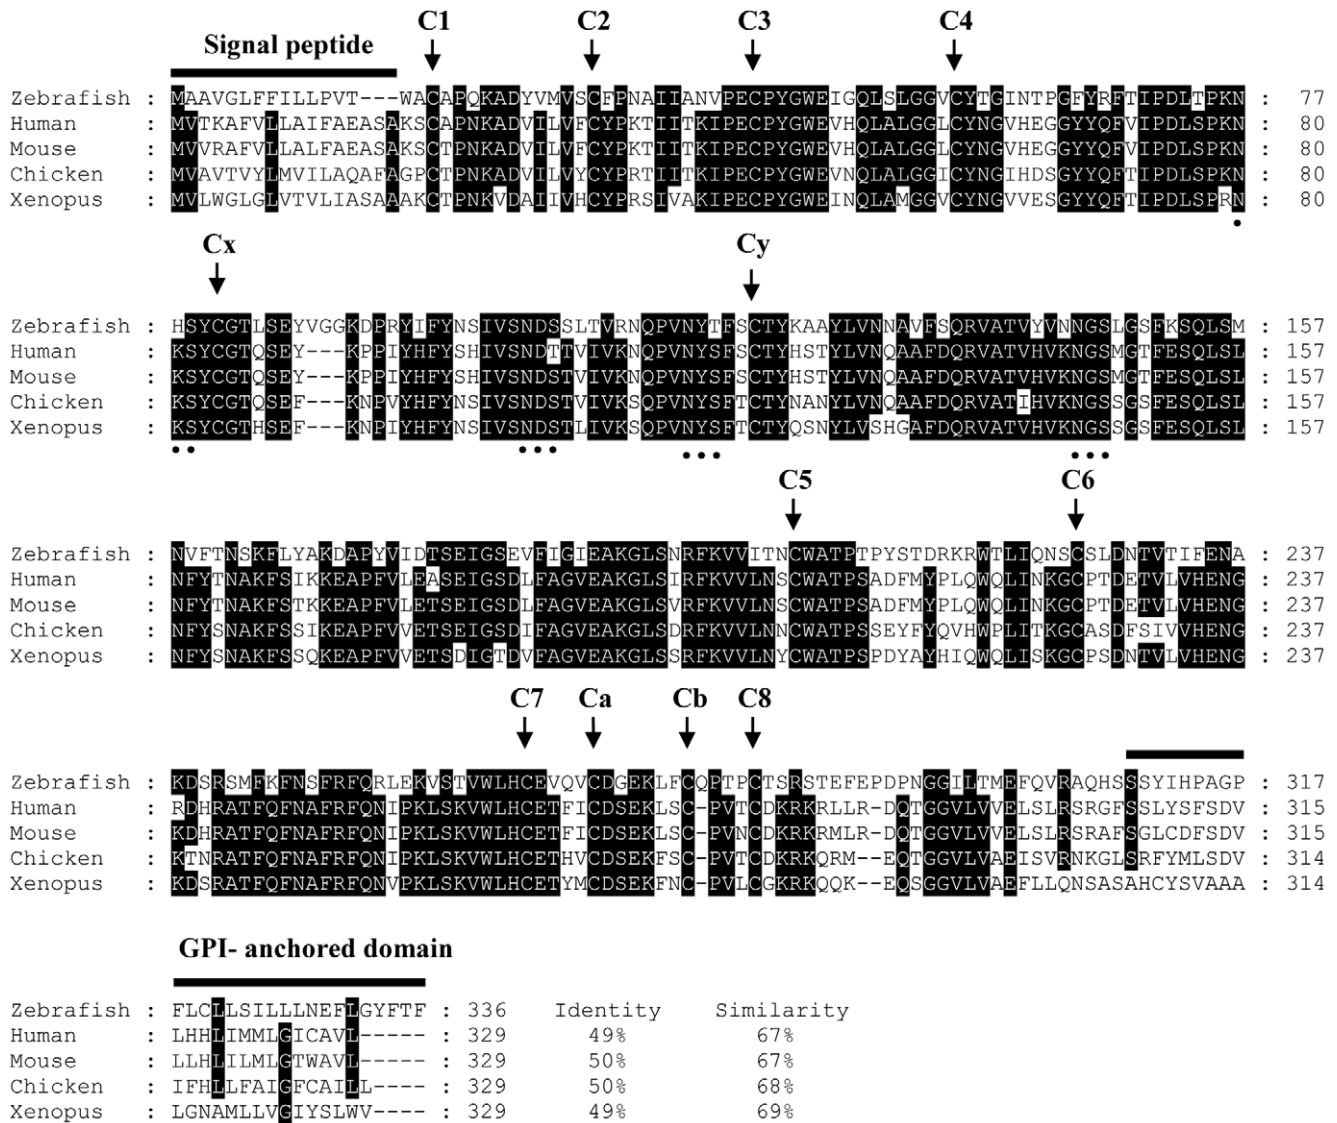 C1 C2 C3 C4
Signal peptide
Zebrafish : MAAVGLFFILLPVT---WACAPQKADYVMVSCFPNAIIANVPECPYGWEIGQLSLGGVCYTGINTPGFYRFTIPDLTPKN : 77
Human : MVTKAFVLLAIFAEASAKSCAPNKADVILVFCYPKTIITKIPECPYGWEVHQLALGGLCYNGVHEGGYYQFVIPDLSPKN : 80
Mouse : MVVRAFVLLALFAEASAKSCTPNKADVILVFCYPKTIITKIPECPYGWEVHQLALGGLCYNGVHEGGYYQFVIPDLSPKN : 80
Chicken : MVAVTVYLMVILAQAFAGPCTPNKADVILVYCYPRTIITKIPECPYGWEVNQLALGGICYNGIHDSGYYQFTIPDLSPKN : 80
Xenopus : MVLWGLGLVTVLIASAAAKCTPNKVDAIIVHCYPRSLVAKIPECPYGWEINQLAMGGVCYNGVVESGYYQFTIPDLSPRN : 80
Cx Cy
Zebrafish : HSYCGTLSEYVGGKDPRYIFYNSIVSNDSSLTVRNQPVNYTFSCTYKAAYLVNNAVFSQRVATVYVNNGSLGSFKSQLSM : 157
Human : KSYCGTQSEY---KPPIYHFYSHIVSNDTTVIVKNQPVNYSFSCTYHSTYLVNQAAFDQRVATVHVKNGSMGTFESQLSL : 157
Mouse : KSYCGTQSEY---KPPIYHFYSHIVSNDSTVIVKNQPVNYSFSCTYHSTYLVNQAAFDQRVATVHVKNGSMGTFESQLSL : 157
Chicken : KSYCGTQSEF---KNPVYHFYNSIVSNDSTVIVKSQPVNYSFTCTYNANYLVNQAAFDQRVATIHVKNGSSGSFESQLSL : 157
Xenopus : KSYCGTHSEF---KNPIYHFYNSIVSNDSTLIVKSQPVNYSFTCTYQSNYLVSHGAFDQRVATVHVKNGSSGSFESQLSL : 157
C5 C6
Zebrafish : NVFTNSKFLYAKDAPYVIDTSEIGSEVFIGIEAKGLSNRFKVVITNCWATPTPYSTDRKRWTLIQNSCSLDNTVTIFENA : 237
Human : NFYTNAKFSIKKEAPFVLEASEIGSDLFAGVEAKGLSIRFKVVLNSCWATPSADFMYPLQWQLINKGCPTDETVLVHENG : 237
Mouse : NFYTNAKFSTKKEAPFVLETSEIGSDLFAGVEAKGLSVRFKVVLNSCWATPSADFMYPLQWQLINKGCPTDETVLVHENG : 237
Chicken : NFYSNAKFSSIKEAPFVVETSEIGSDIFAGVEAKGLSDRFKVVLNNCWATPSSEYFYQVHWPLITKGCASDFSIVVHENG : 237
Xenopus : NFYSNAKFSSQKEAPFVVETSDIGTDVFAGVEAKGLSSRFKVVLNYCWATPSPDYAYHIQWQLISKGCPSDNTVLVHENG : 237
C7 Ca Cb C8
Zebrafish : KDSRSMFKFNSFRFQRLEKVSTVWLHCEVQVCDGEKLFCQPTPCTSRSTEFEPDPNGGILTMEFQVRAQHSSSYIHPAGP : 317
Human : RDHRATFQFNAFRFQNIPKLSKVWLHCETFICDSEKLSC-PVTCDKRKRLLR-DQTGGVLVVELSLRSRGFSSLYSFSDV : 315
Mouse : KDHRATFQFNAFRFQNIPKLSKVWLHCETFICDSEKLSC-PVNCDKRKRMLR-DQTGGVLVVELSLRSRAFSGLCDFSDV : 315
Chicken : KTNRATFQFNAFRFQNIPKLSKVWLHCETHVCDSEKFSC-PVTCDKRKQRM--EQTGGVLVAEISVRNKGLSRFYMLSDV : 314
Xenopus : KDSRATFQFNAFRFQNVPKLSKVWLHCETYMCDSEKFNC-PVLCGKRKQQK--EQSGGVLVAEFLLQNSASAHCYSVAAA : 314
GPI- anchored domain
Zebrafish : FLCLLSILLLNEFLGYFTF : 336 Identity Similarity
Human : LHHLIMMLGICAVL----- : 329 49% 67%
Mouse : LLHLILMLGTWAVL----- : 329 50% 67%
Chicken : IFHLLFAIGFCAILL---- : 329 50% 68%
Xenopus : LGNAMLLVGIYSLWV---- : 329 49% 69%